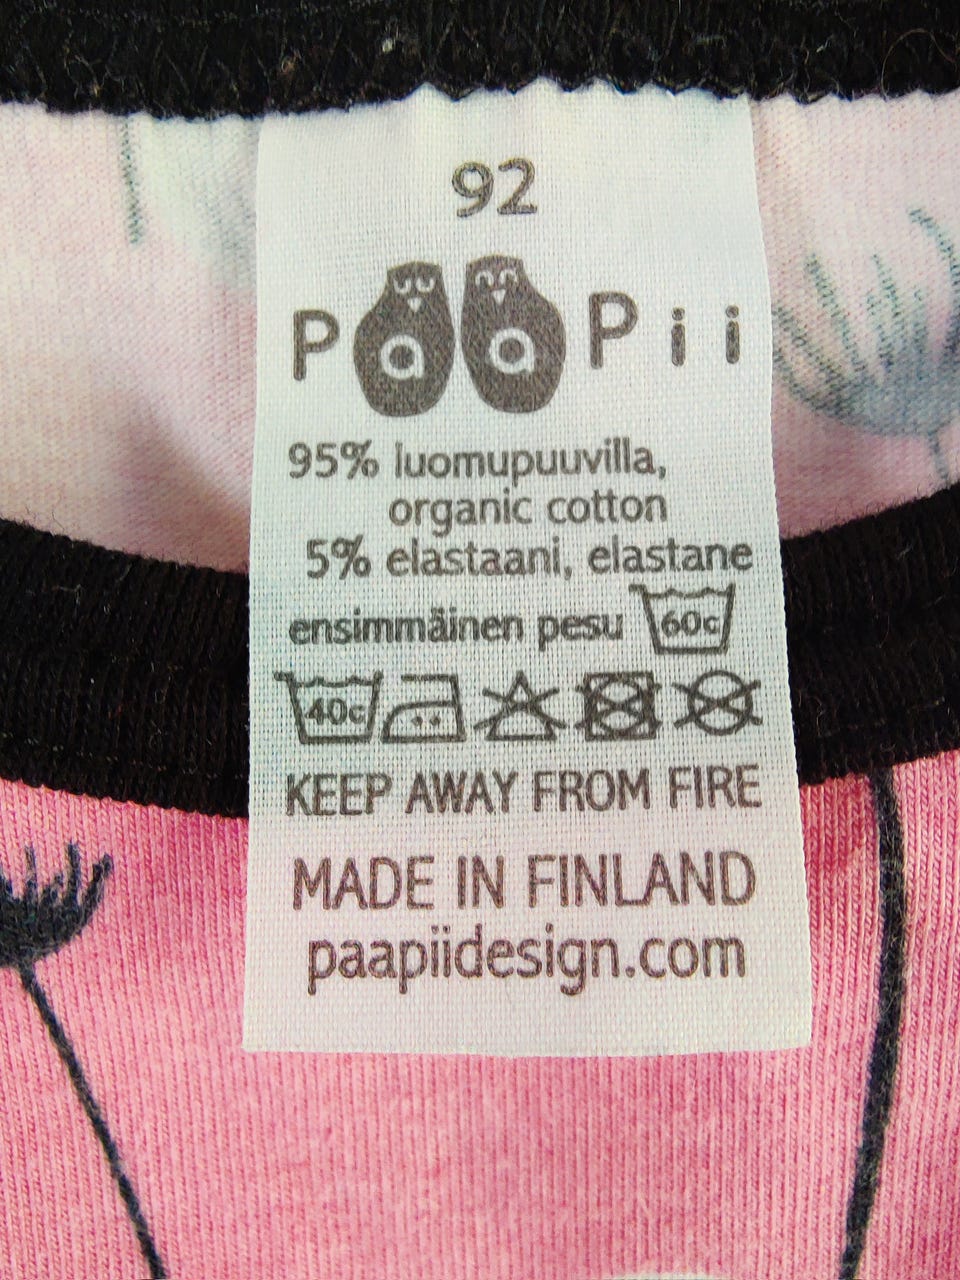 92
PaaPii
95% luomupuuvilla,
organic cotton
5% elastaani, elastane
ensimmäinen pesu 60c
40c
KEEP AWAY FROM FIRE
MADE IN FINLAND
paapiidesign.com